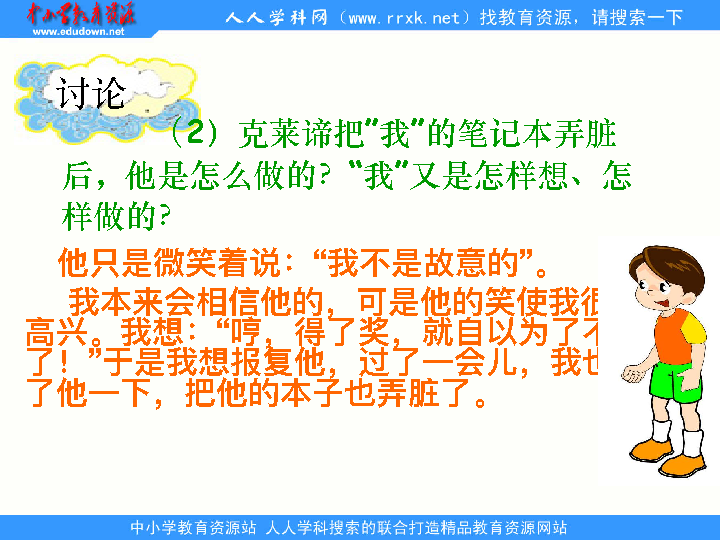 中小学教育资源
www.edudown.net
人人学科网（www.rrxk.net）找教育资源，请搜索一下
讨论
（2）克莱谛把"我"的笔记本弄脏
后，他是怎么做的？"我"又是怎样想、怎
样做的？
他只是微笑着说：“我不是故意的”。
我本来会相信他的，可是他的笑使我很
高兴。我想：“哼，得了奖，就自以为了不
了！”于是我想报复他，过了一会儿，我也
了他一下，把他的本子也弄脏了。
中小学教育资源站 人人学科搜索的联合打造精品教育资源网站